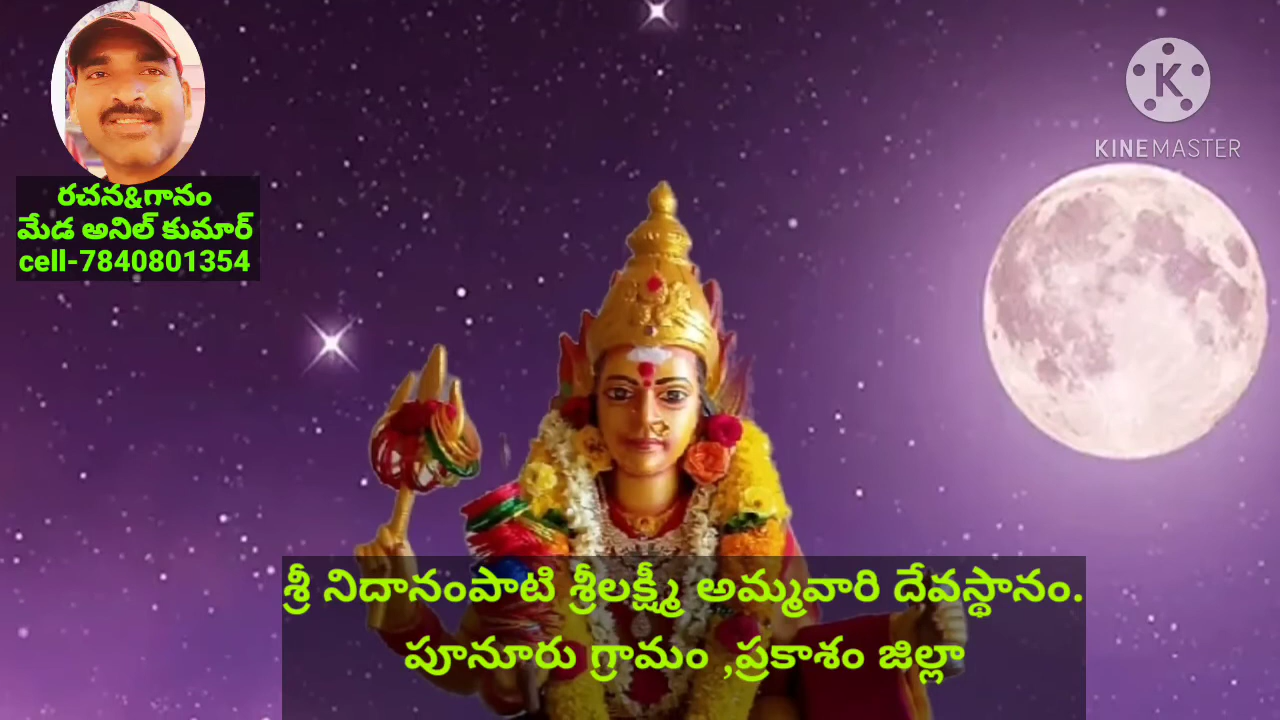 రచన&గానం
మేడ అనిల్ కుమార్
cell-7840801354
KINEMASTER
శ్రీ నిదానంపాటి శ్రీలక్ష్మీ అమ్మవారి దేవస్థానం.
పూనూరు గ్రామం ,ప్రకాశం జిల్లా